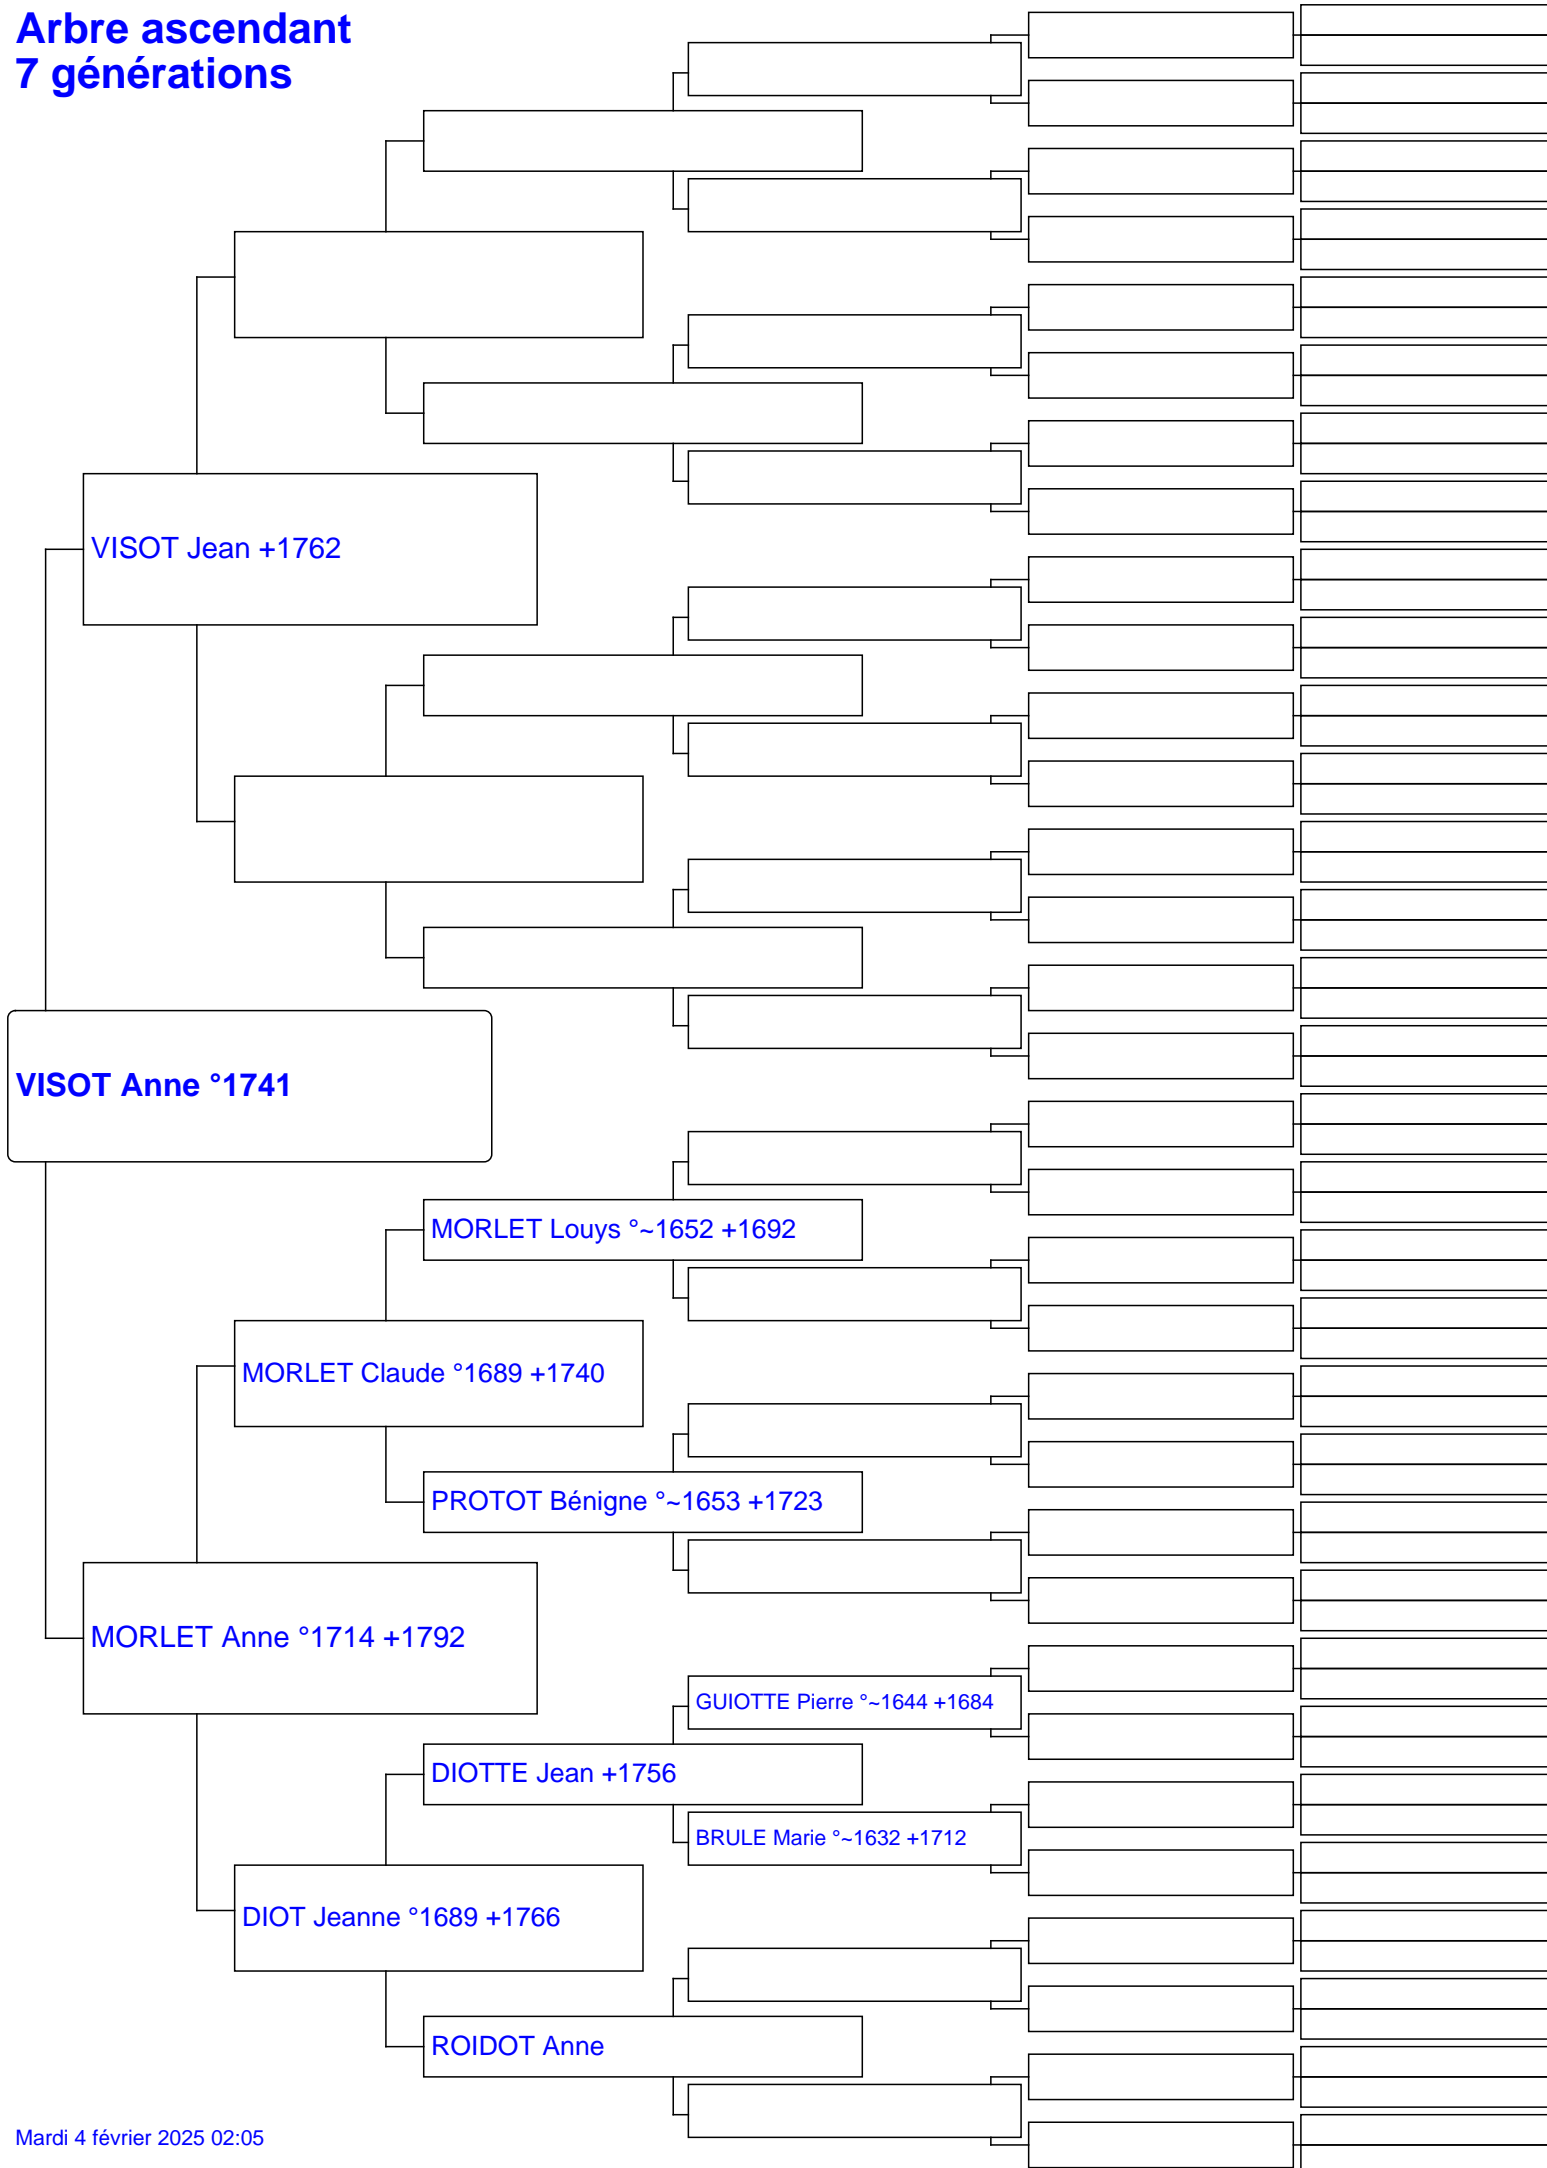 Arbre ascendant
7 générations
VISOT Jean +1762
VISOT Anne °1741
MORLET Louys °~1652 +1692
MORLET Claude °1689 +1740
PROTOT Bénigne °~1653 +1723
MORLET Anne °1714 +1792
GUIOTTE Pierre °~1644 +1684
DIOTTE Jean +1756
BRULE Marie °~1632 +1712
DIOT Jeanne °1689 +1766
ROIDOT Anne
Mardi 4 février 2025 02:05